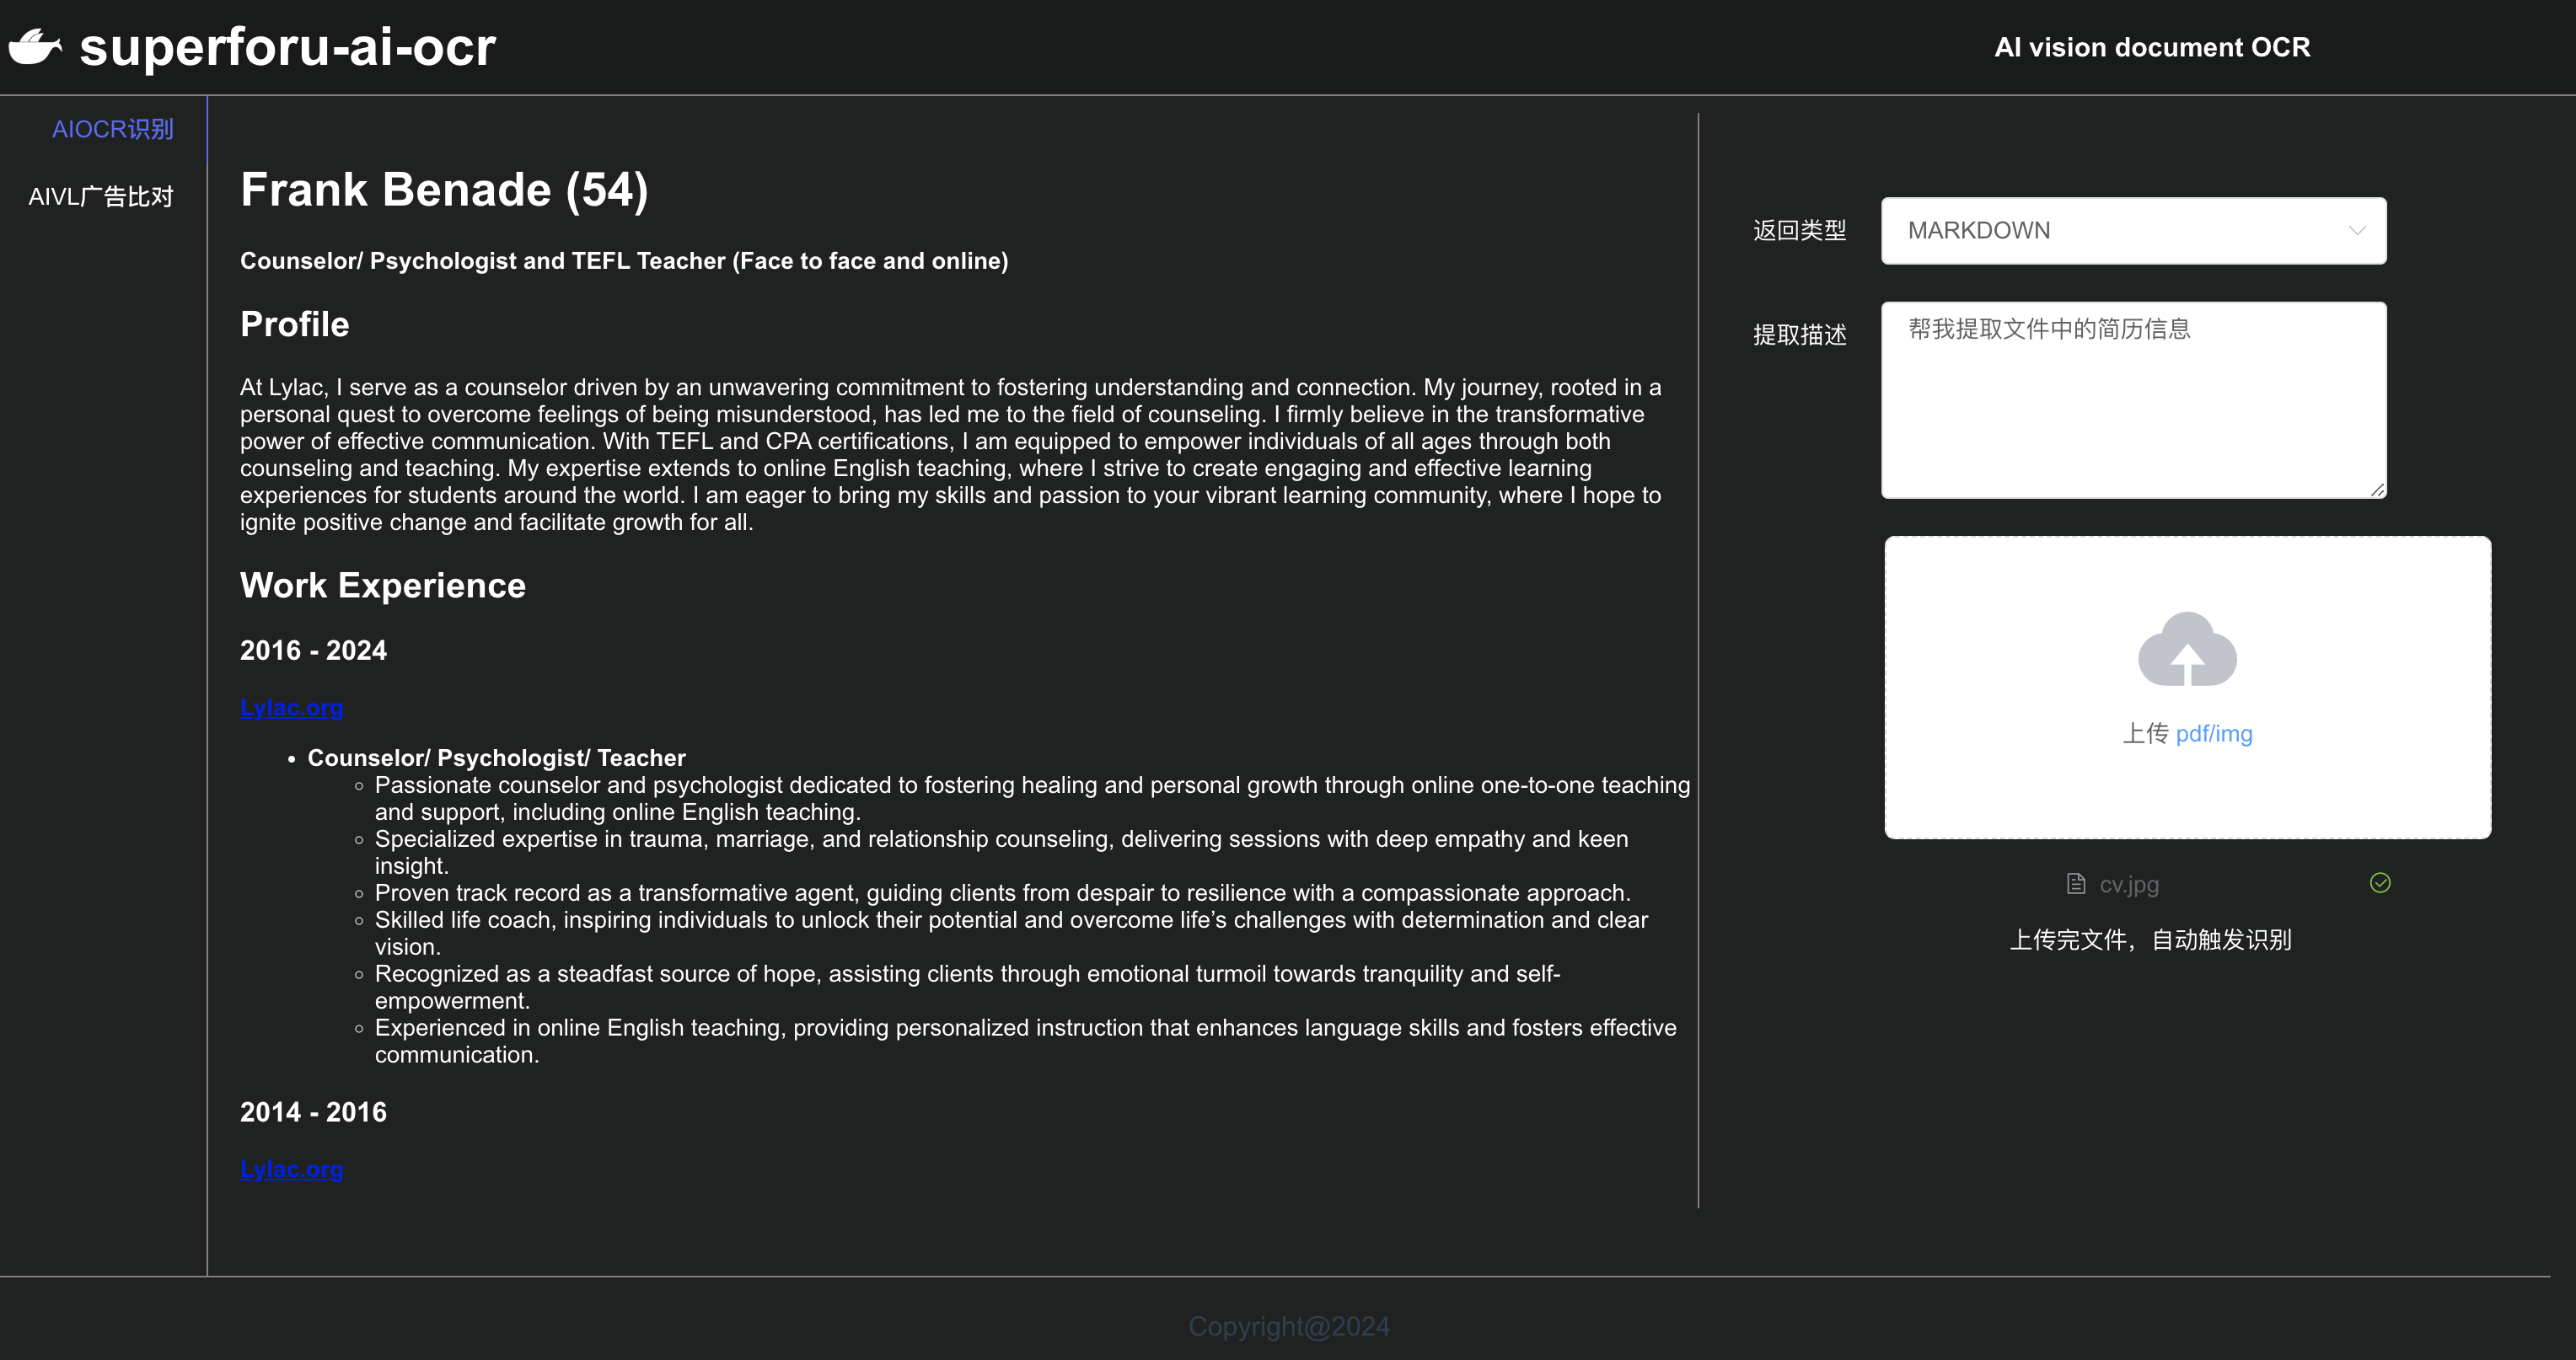 superforu-ai-ocr
AI vision document OCR
AIOCR识别
AIVL广告比对
Frank Benade (54)
Counselor/ Psychologist and TEFL Teacher (Face to face and online)
Profile
At Lylac, I serve as a counselor driven by an unwavering commitment to fostering understanding and connection. My journey, rooted in a
personal quest to overcome feelings of being misunderstood, has led me to the field of counseling. I firmly believe in the transformative
power of effective communication. With TEFL and CPA certifications, I am equipped to empower individuals of all ages through both
counseling and teaching. My expertise extends to online English teaching, where I strive to create engaging and effective learning
experiences for students around the world. I am eager to bring my skills and passion to your vibrant learning community, where I hope to
ignite positive change and facilitate growth for all.
Work Experience
2016 - 2024
Lylac.org
Counselor/ Psychologist/ Teacher
Passionate counselor and psychologist dedicated to fostering healing and personal growth through online one-to-one teaching
and support, including online English teaching.
Specialized expertise in trauma, marriage, and relationship counseling, delivering sessions with deep empathy and keen
insight.
Proven track record as a transformative agent, guiding clients from despair to resilience with a compassionate approach.
Skilled life coach, inspiring individuals to unlock their potential and overcome life’s challenges with determination and clear
vision.
Recognized as a steadfast source of hope, assisting clients through emotional turmoil towards tranquility and self-
empowerment.
Experienced in online English teaching, providing personalized instruction that enhances language skills and fosters effective
communication.
2014 - 2016
Lylac.org
返回类型
MARKDOWN
提取描述
帮我提取文件中的简历信息
上传 pdf/img
cv.jpg
上传完文件，自动触发识别
Copyright@2024